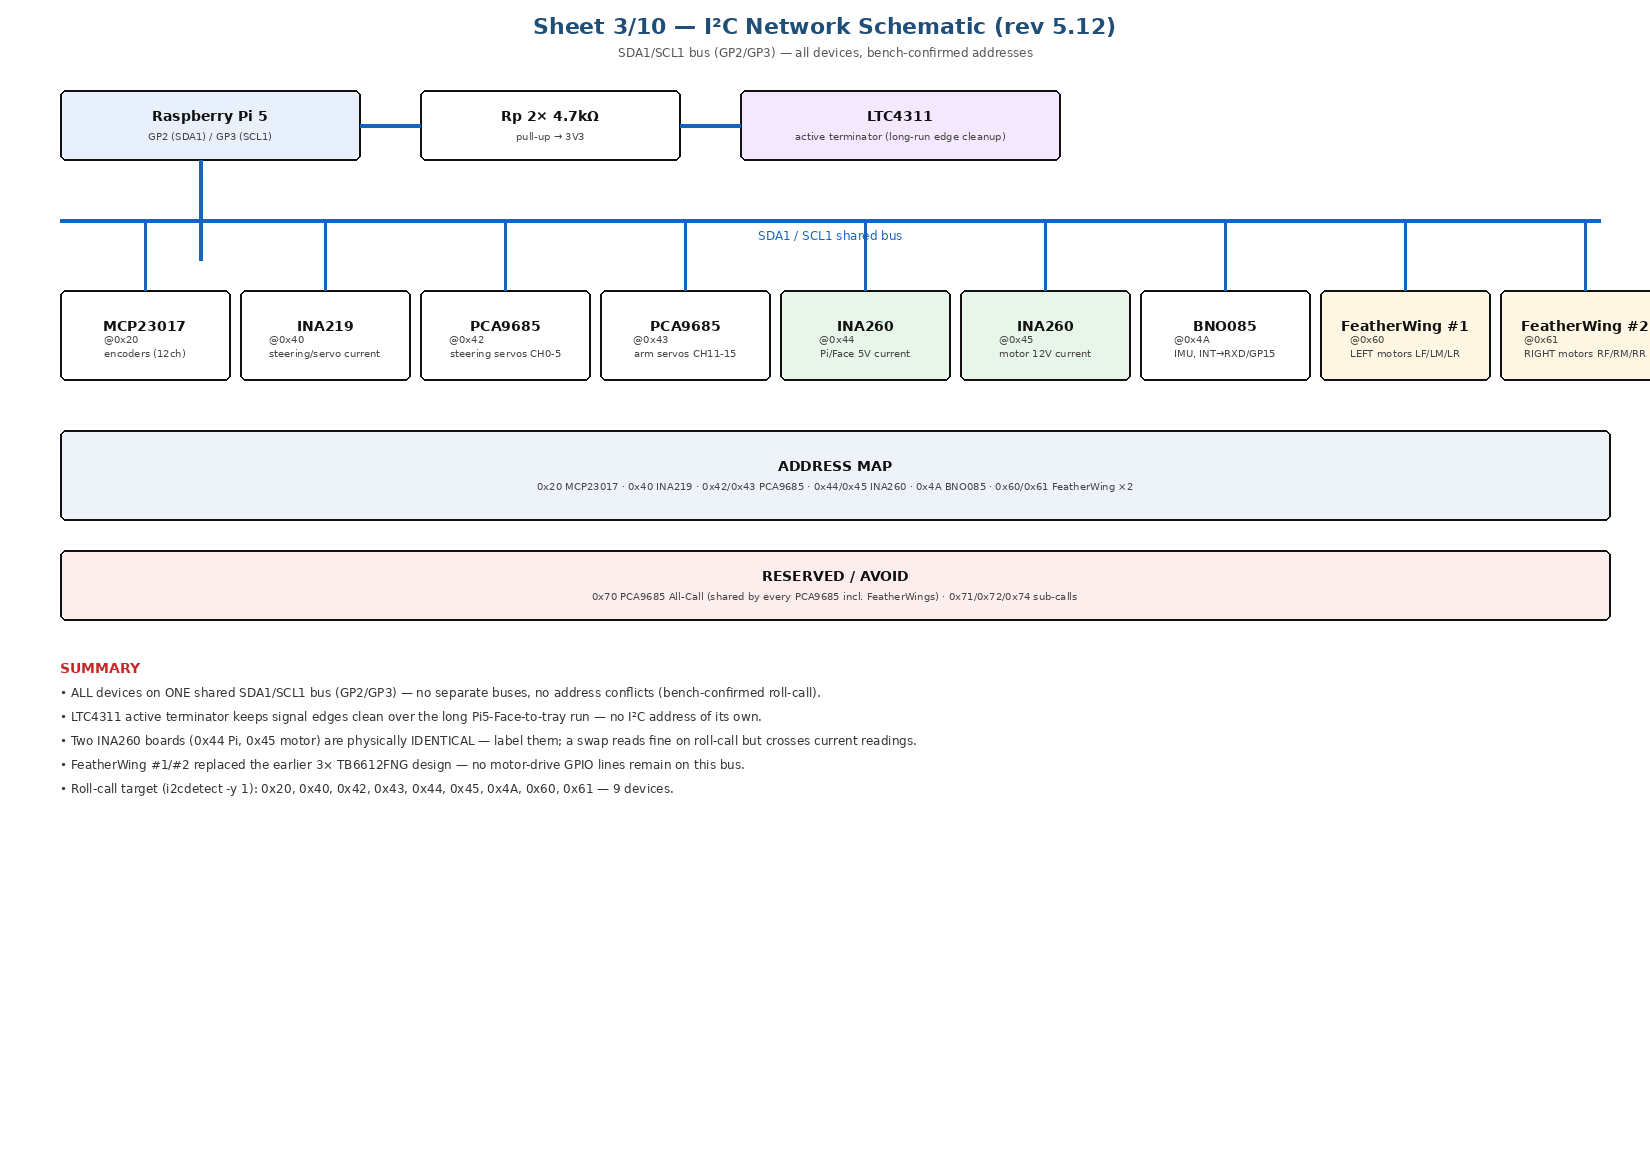 Sheet 3/10 — I²C Network Schematic (rev 5.12)
SDA1/SCL1 bus (GP2/GP3) — all devices, bench-confirmed addresses
Raspberry Pi 5
GP2 (SDA1) / GP3 (SCL1)
Rp 2× 4.7kΩ
pull-up → 3V3
LTC4311
active terminator (long-run edge cleanup)
SDA1 / SCL1 shared bus
MCP23017
@0x20
encoders (12ch)
INA219
@0x40
steering/servo current
PCA9685
@0x42
steering servos CH0-5
PCA9685
@0x43
arm servos CH11-15
INA260
@0x44
Pi/Face 5V current
INA260
@0x45
motor 12V current
BNO085
@0x4A
IMU, INT→RXD/GP15
FeatherWing #1
@0x60
LEFT motors LF/LM/LR
FeatherWing #2
@0x61
RIGHT motors RF/RM/RR
ADDRESS MAP
0x20 MCP23017 · 0x40 INA219 · 0x42/0x43 PCA9685 · 0x44/0x45 INA260 · 0x4A BNO085 · 0x60/0x61 FeatherWing ×2
RESERVED / AVOID
0x70 PCA9685 All-Call (shared by every PCA9685 incl. FeatherWings) · 0x71/0x72/0x74 sub-calls
SUMMARY
• ALL devices on ONE shared SDA1/SCL1 bus (GP2/GP3) — no separate buses, no address conflicts (bench-confirmed roll-call).
• LTC4311 active terminator keeps signal edges clean over the long Pi5-Face-to-tray run — no I²C address of its own.
• Two INA260 boards (0x44 Pi, 0x45 motor) are physically IDENTICAL — label them; a swap reads fine on roll-call but crosses current readings.
• FeatherWing #1/#2 replaced the earlier 3× TB6612FNG design — no motor-drive GPIO lines remain on this bus.
• Roll-call target (i2cdetect -y 1): 0x20, 0x40, 0x42, 0x43, 0x44, 0x45, 0x4A, 0x60, 0x61 — 9 devices.